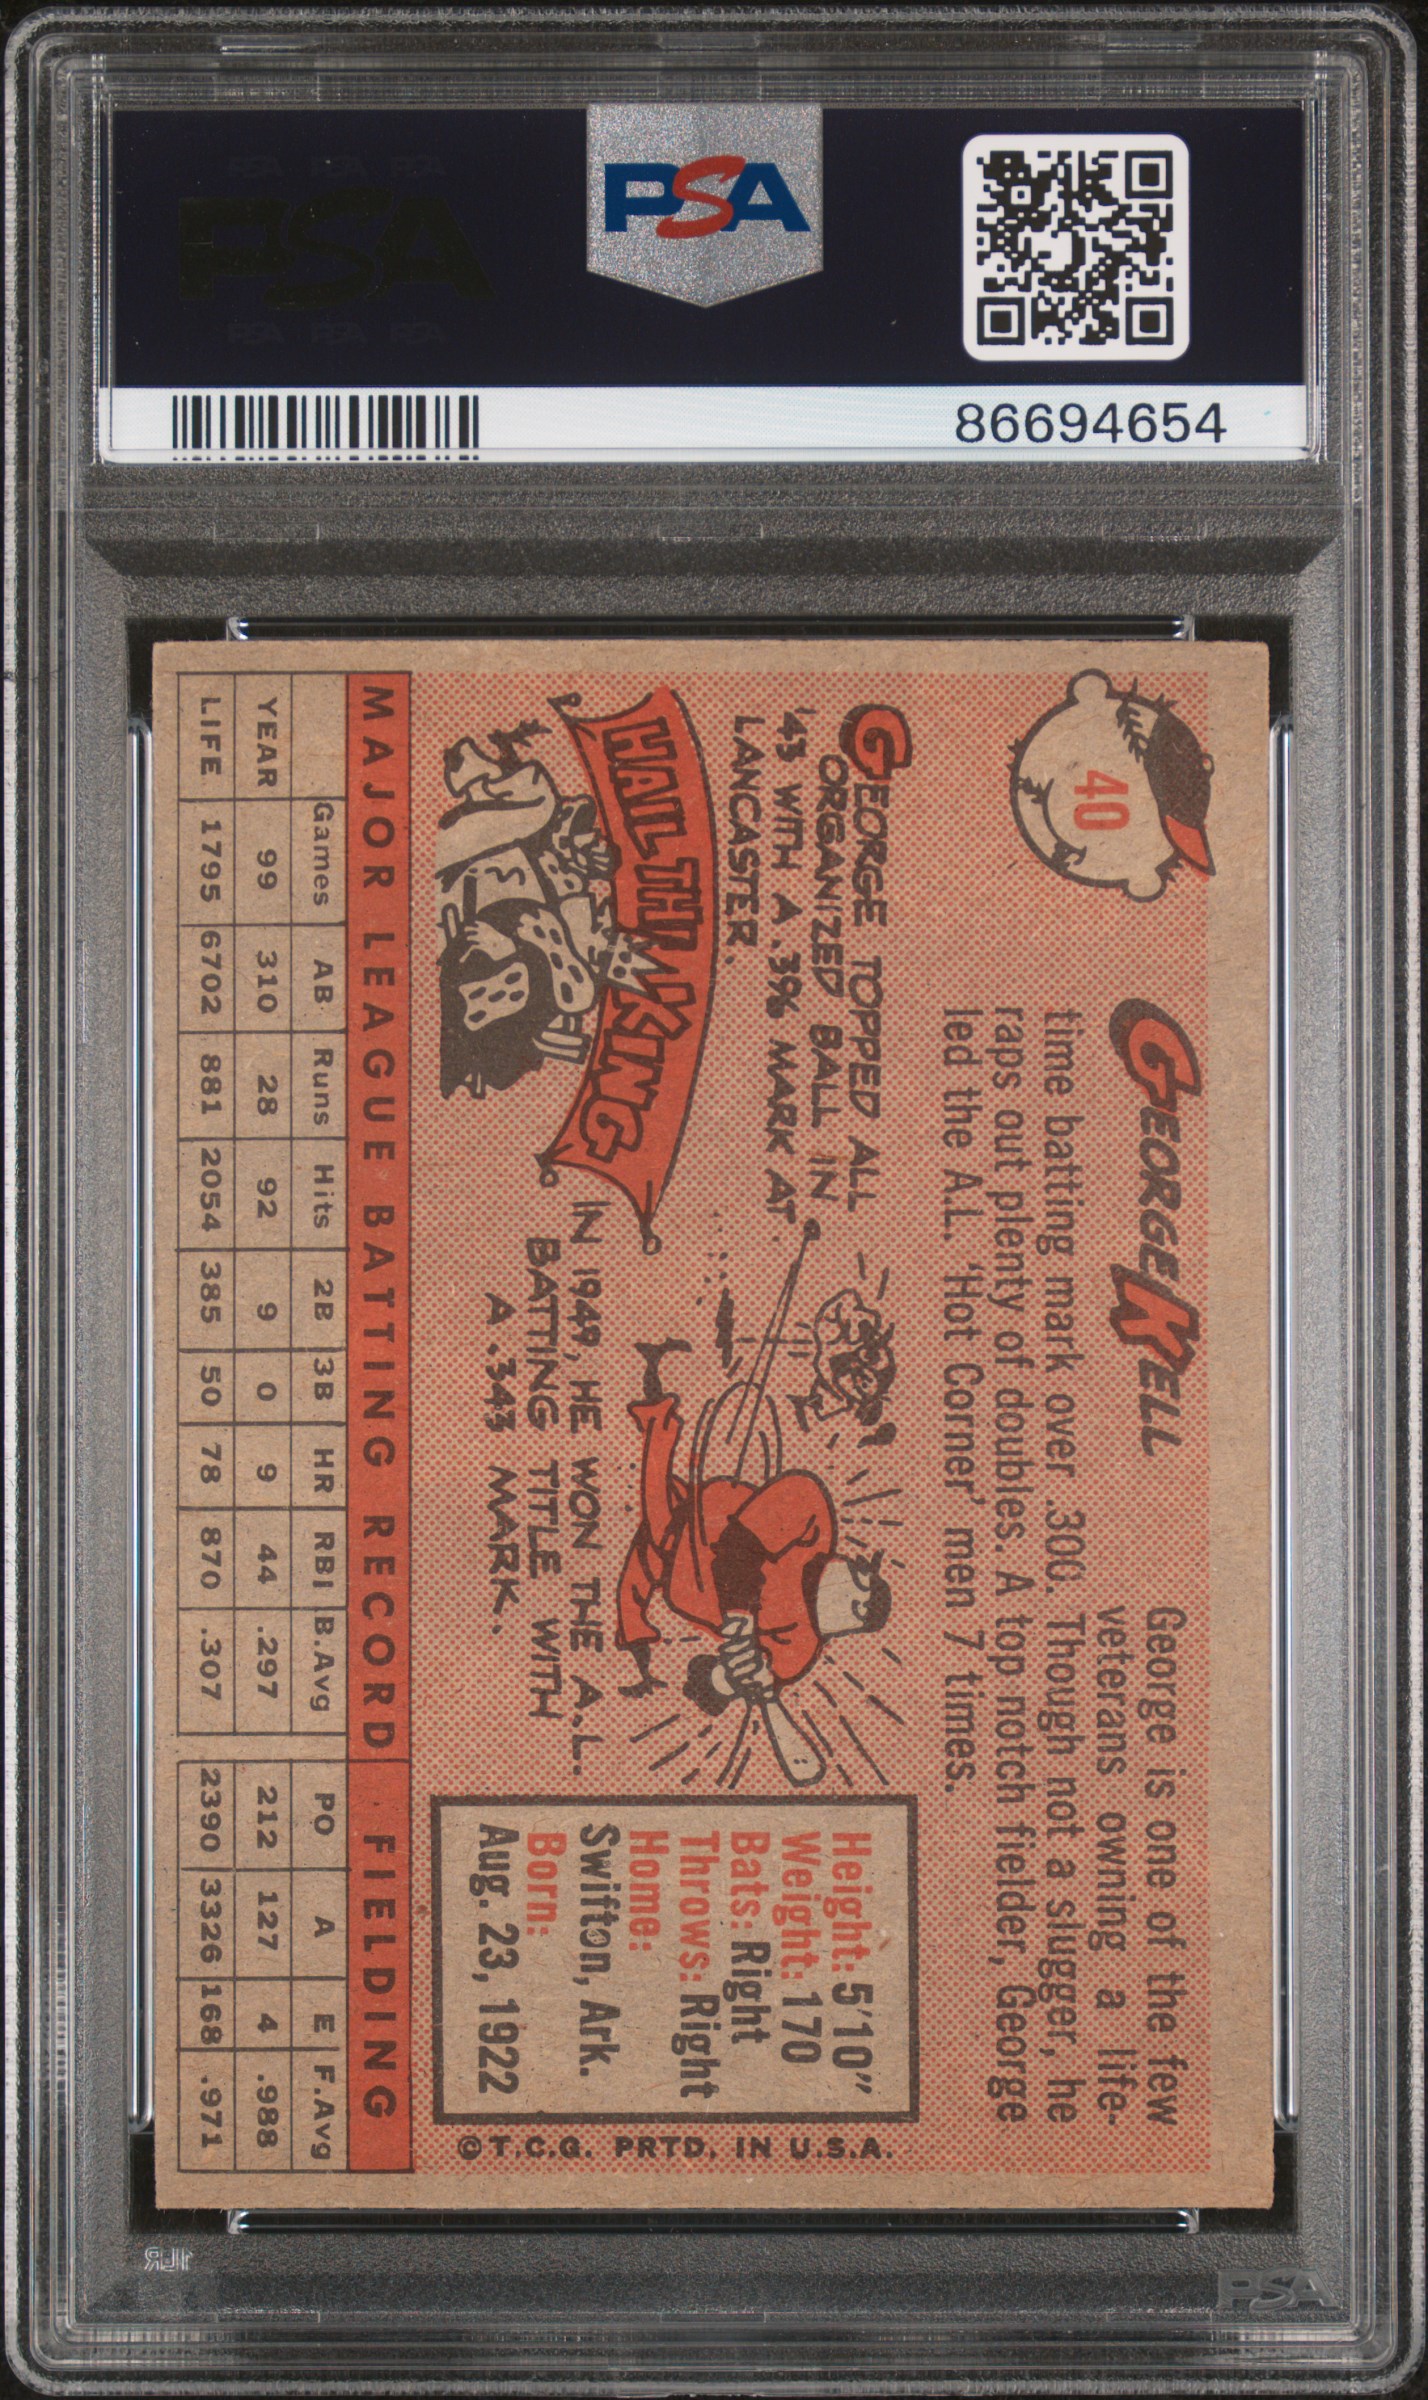 PSA
86694654
40
GEORGE KELL
George is one of the few
veterans owning a life-
time batting mark over .300. Though not a slugger, he
raps out plenty of doubles. A top notch fielder, George
led the A.L. 'Hot Corner' men 7 times.
GEORGE TOPPED ALL
ORGANIZED BALL IN
'43 WITH A .396 MARK AT
LANCASTER.
HAIL TH' KING
IN 1949, HE WON THE A.L.
BATTING TITLE WITH
A .343 MARK.
Height: 5'10"
Weight: 170
Bats: Right
Throws: Right
Home:
Swifton, Ark.
Born:
Aug. 23, 1922
© T.C.G. PRTD. IN U.S.A.
MAJOR LEAGUE BATTING RECORD · FIELDING
Games AB Runs Hits 2B 3B HR RBI B.Avg PO A E F.Avg
YEAR 99 310 28 92 9 0 9 44 .297 212 127 4 .988
LIFE 1795 6702 881 2054 385 50 78 870 .307 2390 3326 168 .971
PSA